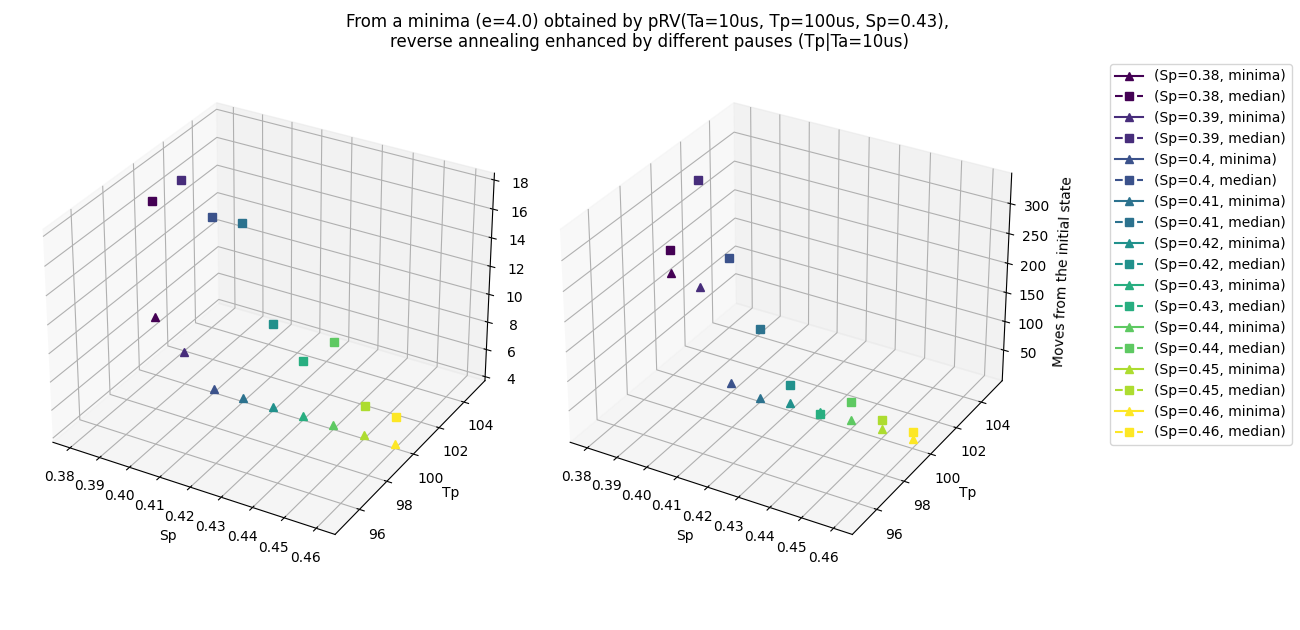 From a minima (e=4.0) obtained by pRV(Ta=10us, Tp=100us, Sp=0.43),
reverse annealing enhanced by different pauses (Tp|Ta=10us)
18
16
14
12
10
8
6
4
104
102
100
98
96
Tp
0.38
0.39
0.40
0.41
0.42
0.43
0.44
0.45
0.46
Sp
300
250
200
150
100
50
Moves from the initial state
104
102
100
98
96
Tp
0.38
0.39
0.40
0.41
0.42
0.43
0.44
0.45
0.46
Sp
(Sp=0.38, minima)
(Sp=0.38, median)
(Sp=0.39, minima)
(Sp=0.39, median)
(Sp=0.4, minima)
(Sp=0.4, median)
(Sp=0.41, minima)
(Sp=0.41, median)
(Sp=0.42, minima)
(Sp=0.42, median)
(Sp=0.43, minima)
(Sp=0.43, median)
(Sp=0.44, minima)
(Sp=0.44, median)
(Sp=0.45, minima)
(Sp=0.45, median)
(Sp=0.46, minima)
(Sp=0.46, median)